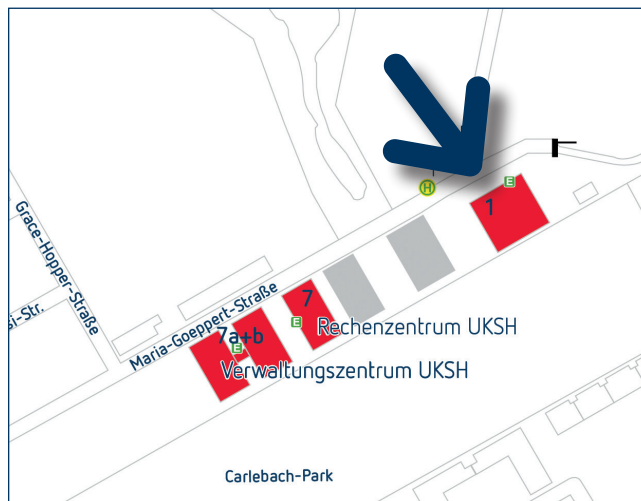 H
E
1
Grace-Hopper-Straße
si-Str.
Maria-Goeppert-Straße
7
E
Rechenzentrum UKSH
7a+b
E
Verwaltungszentrum UKSH
Carlebach-Park